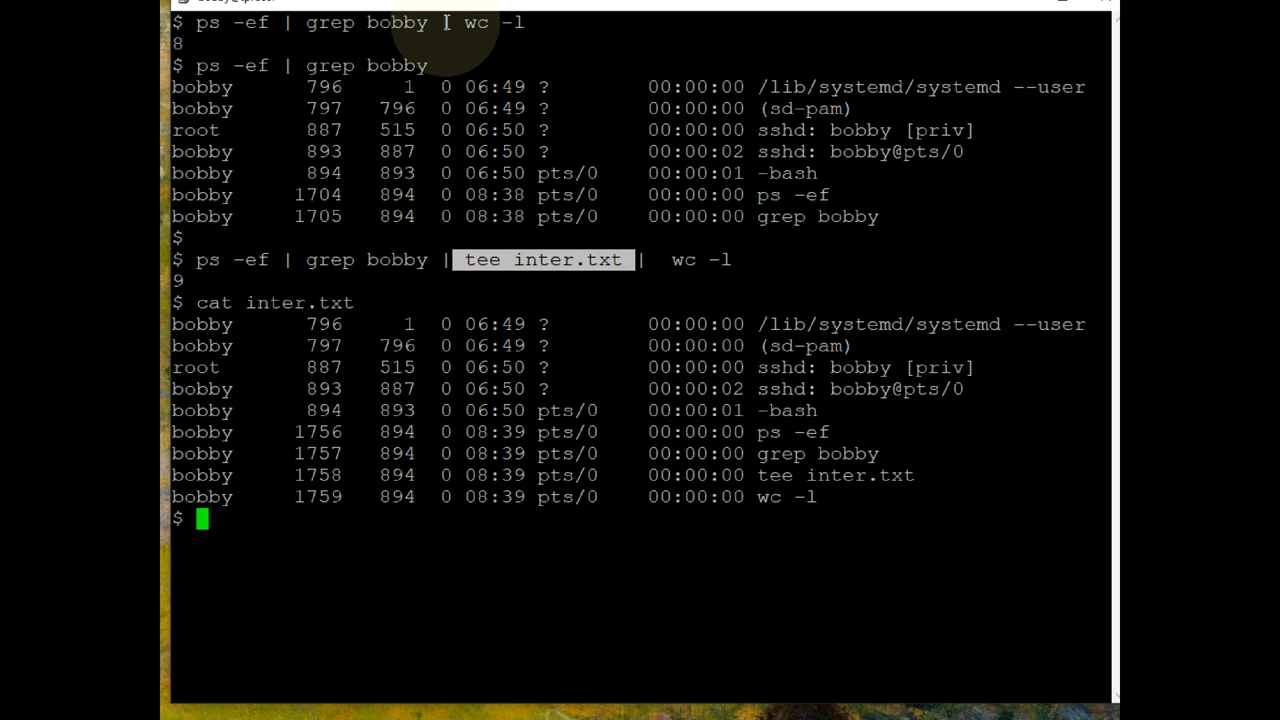 $ ps -ef | grep bobby | wc -l
8
$ ps -ef | grep bobby
bobby 796 1 0 06:49 ? 00:00:00 /lib/systemd/systemd --user
bobby 797 796 0 06:49 ? 00:00:00 (sd-pam)
root 887 515 0 06:50 ? 00:00:00 sshd: bobby [priv]
bobby 893 887 0 06:50 ? 00:00:02 sshd: bobby@pts/0
bobby 894 893 0 06:50 pts/0 00:00:01 -bash
bobby 1704 894 0 08:38 pts/0 00:00:00 ps -ef
bobby 1705 894 0 08:38 pts/0 00:00:00 grep bobby
$
$ ps -ef | grep bobby | tee inter.txt | wc -l
9
$ cat inter.txt
bobby 796 1 0 06:49 ? 00:00:00 /lib/systemd/systemd --user
bobby 797 796 0 06:49 ? 00:00:00 (sd-pam)
root 887 515 0 06:50 ? 00:00:00 sshd: bobby [priv]
bobby 893 887 0 06:50 ? 00:00:02 sshd: bobby@pts/0
bobby 894 893 0 06:50 pts/0 00:00:01 -bash
bobby 1756 894 0 08:39 pts/0 00:00:00 ps -ef
bobby 1757 894 0 08:39 pts/0 00:00:00 grep bobby
bobby 1758 894 0 08:39 pts/0 00:00:00 tee inter.txt
bobby 1759 894 0 08:39 pts/0 00:00:00 wc -l
$